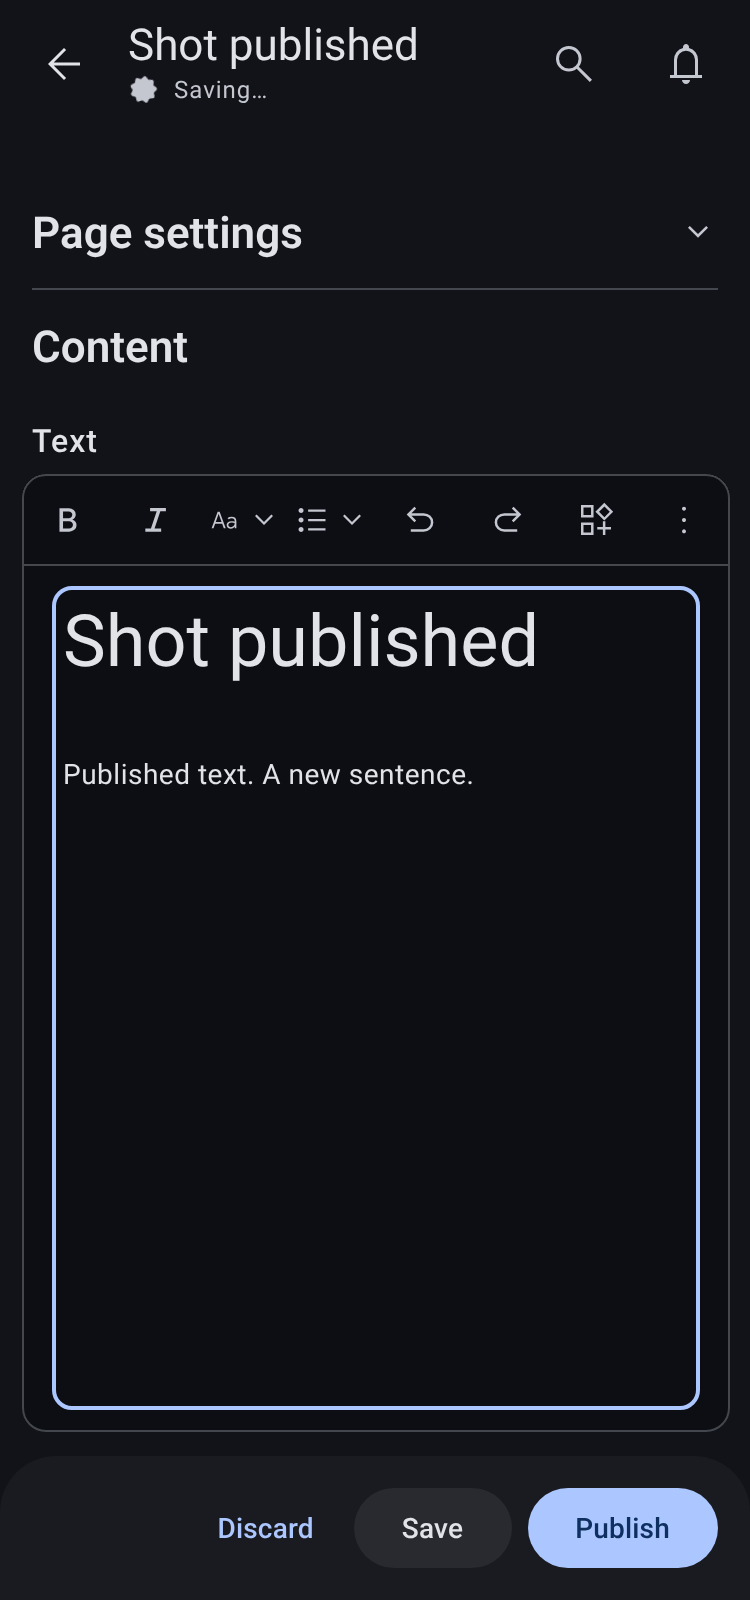 Shot published
Saving…
Page settings
Content
Text
B I Aa
Shot published
Published text. A new sentence.
Discard Save Publish